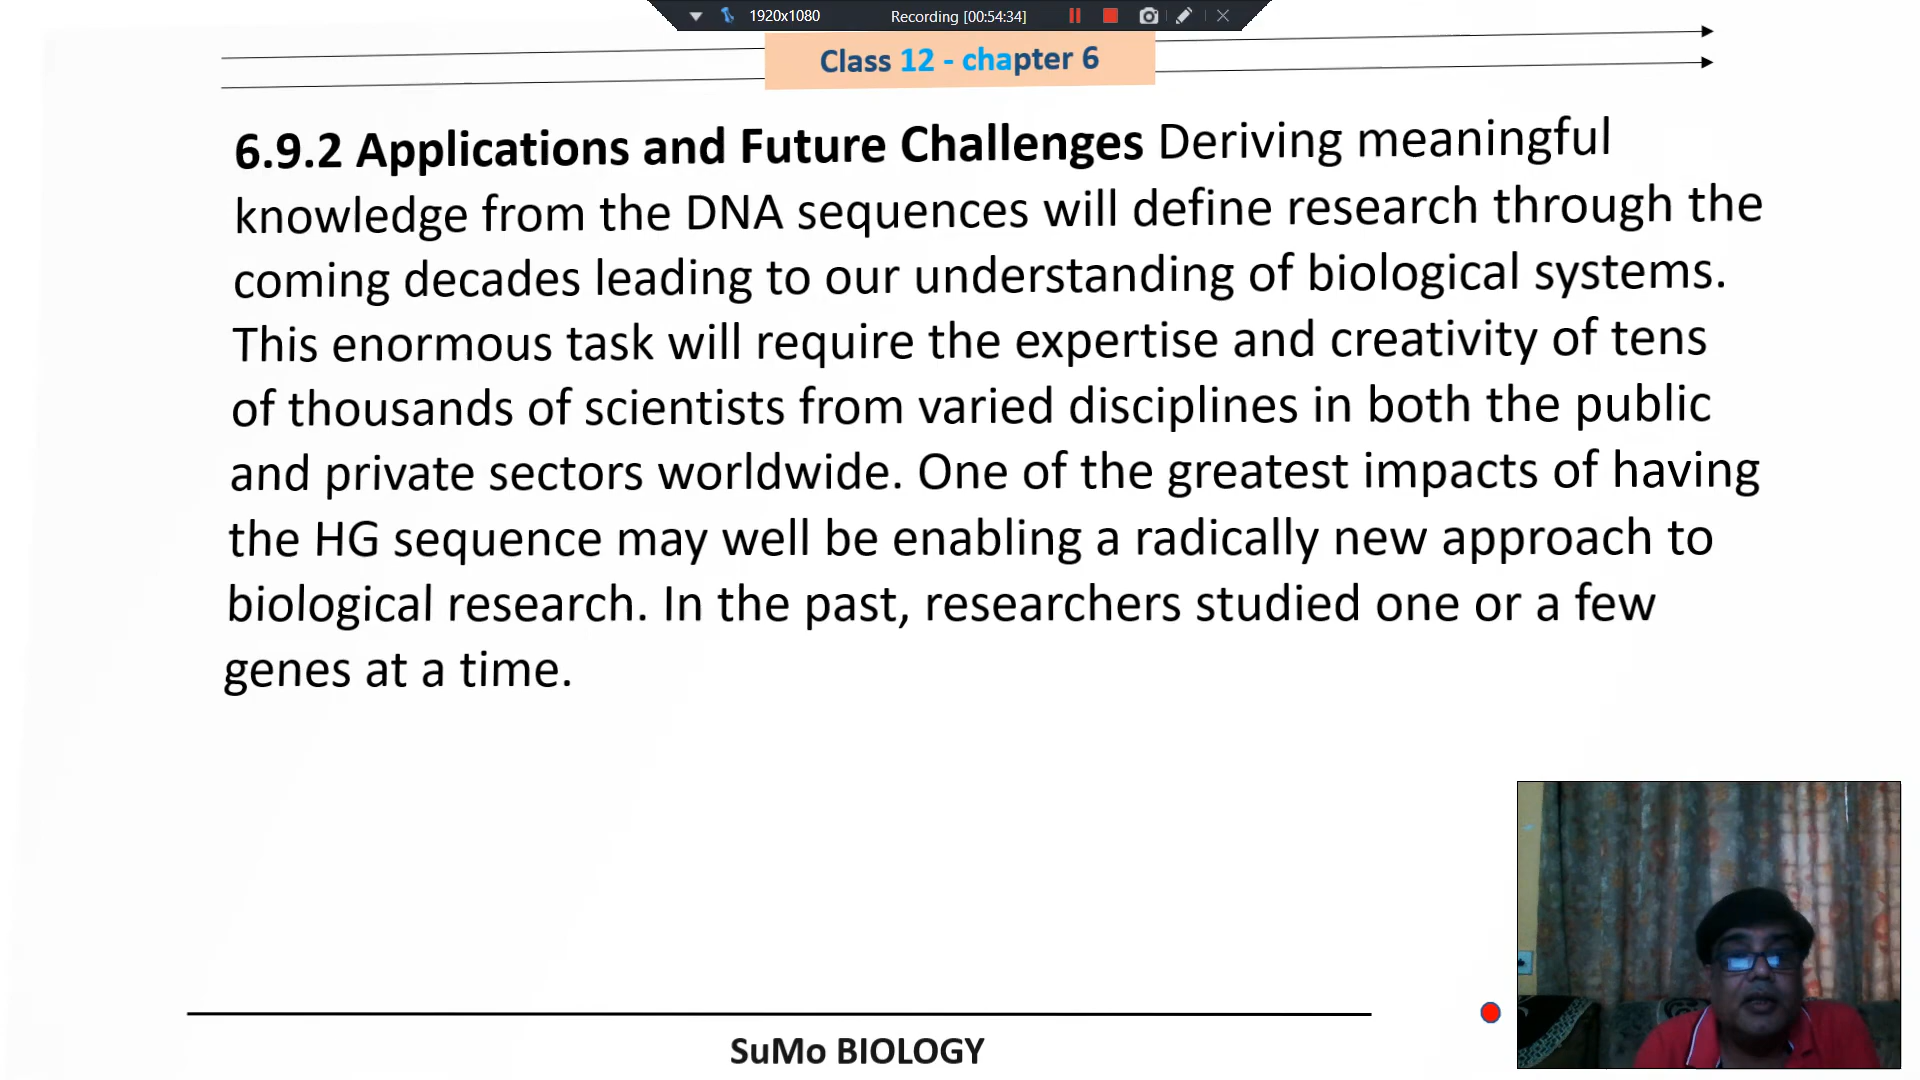 1920x1080 Recording [00:54:34]
Class 12 - chapter 6
6.9.2 Applications and Future Challenges Deriving meaningful
knowledge from the DNA sequences will define research through the
coming decades leading to our understanding of biological systems.
This enormous task will require the expertise and creativity of tens
of thousands of scientists from varied disciplines in both the public
and private sectors worldwide. One of the greatest impacts of having
the HG sequence may well be enabling a radically new approach to
biological research. In the past, researchers studied one or a few
genes at a time.
SuMo BIOLOGY